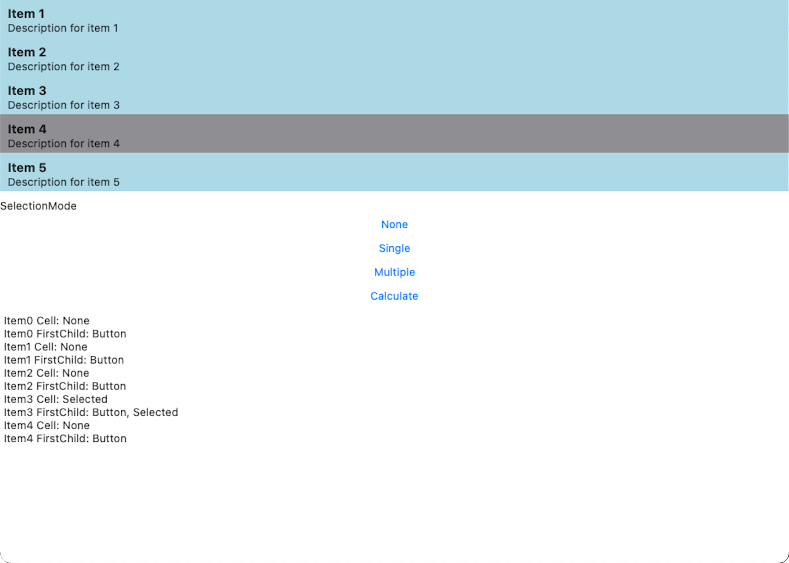 Item 1
Description for item 1
Item 2
Description for item 2
Item 3
Description for item 3
Item 4
Description for item 4
Item 5
Description for item 5
SelectionMode
None
Single
Multiple
Calculate
Item0 Cell: None
Item0 FirstChild: Button
Item1 Cell: None
Item1 FirstChild: Button
Item2 Cell: None
Item2 FirstChild: Button
Item3 Cell: Selected
Item3 FirstChild: Button, Selected
Item4 Cell: None
Item4 FirstChild: Button